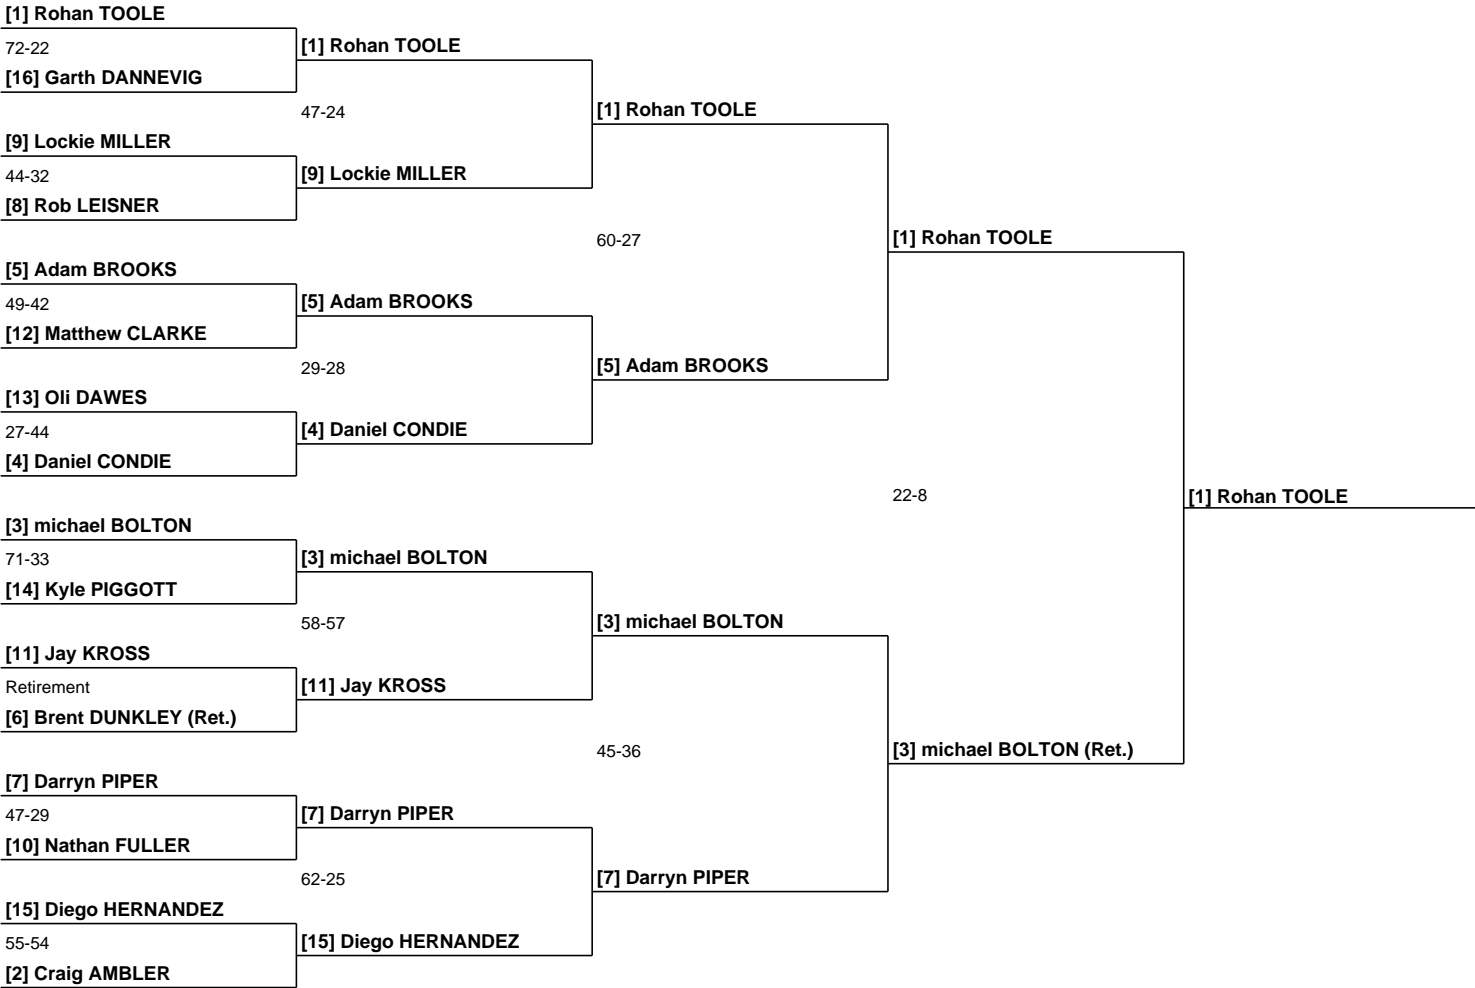 [1] Rohan TOOLE
72-22
[16] Garth DANNEVIG
[9] Lockie MILLER
44-32
[8] Rob LEISNER
[5] Adam BROOKS
49-42
[12] Matthew CLARKE
[13] Oli DAWES
27-44
[4] Daniel CONDIE
[3] michael BOLTON
71-33
[14] Kyle PIGGOTT
[11] Jay KROSS
Retirement
[6] Brent DUNKLEY (Ret.)
[7] Darryn PIPER
47-29
[10] Nathan FULLER
[15] Diego HERNANDEZ
55-54
[2] Craig AMBLER
[1] Rohan TOOLE
47-24
[9] Lockie MILLER
[5] Adam BROOKS
29-28
[4] Daniel CONDIE
[3] michael BOLTON
58-57
[11] Jay KROSS
[7] Darryn PIPER
62-25
[15] Diego HERNANDEZ
[1] Rohan TOOLE
60-27
[5] Adam BROOKS
[3] michael BOLTON
45-36
[7] Darryn PIPER
[1] Rohan TOOLE
22-8
[3] michael BOLTON (Ret.)
[1] Rohan TOOLE